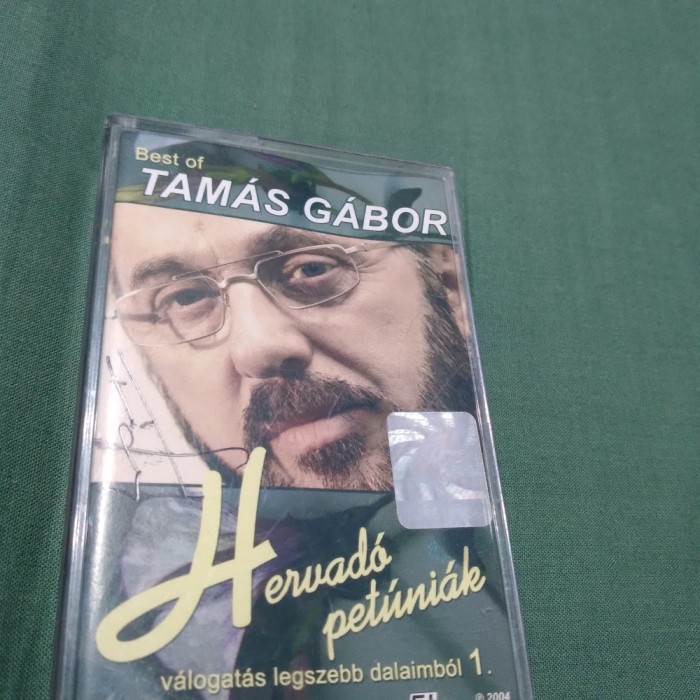 Best of
TAMÁS GÁBOR
Hervadó
petúniák
válogatás legszebb dalaimból 1.
℗ 2004